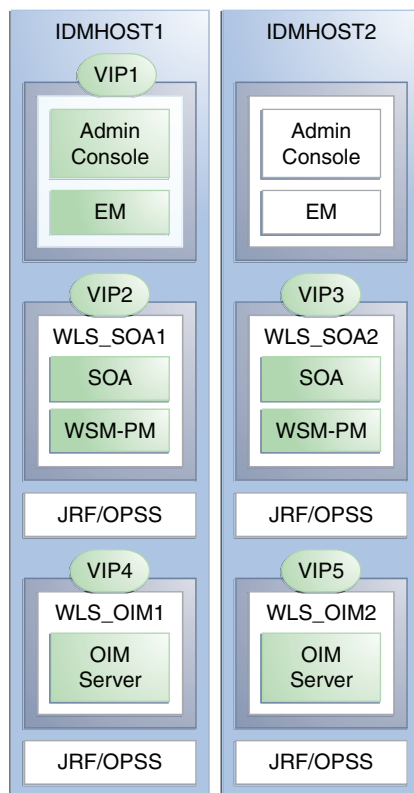 IDMHOST1
VIP1
Admin
Console
EM
VIP2
WLS_SOA1
SOA
WSM-PM
JRF/OPSS
VIP4
WLS_OIM1
OIM
Server
JRF/OPSS
IDMHOST2
Admin
Console
EM
VIP3
WLS_SOA2
SOA
WSM-PM
JRF/OPSS
VIP5
WLS_OIM2
OIM
Server
JRF/OPSS